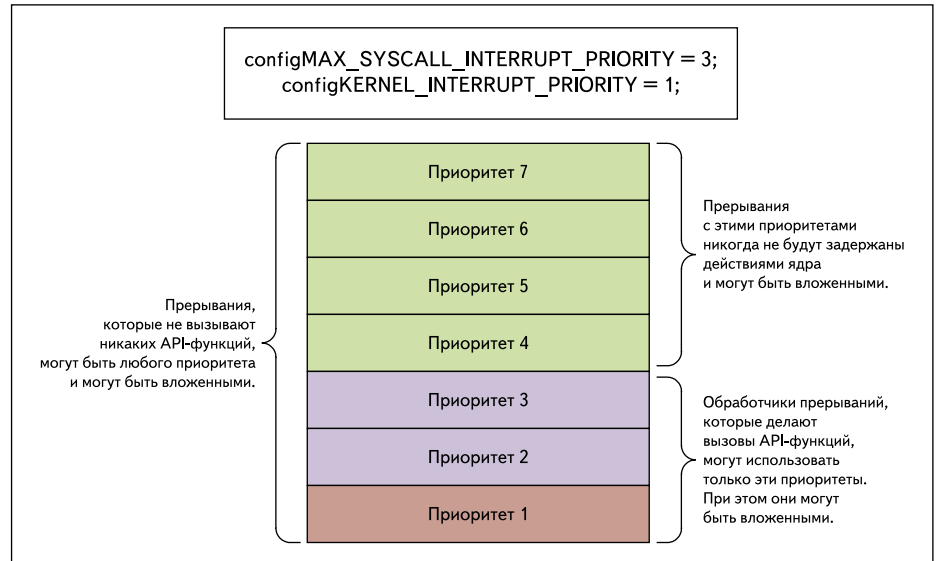 configMAX_SYSCALL_INTERRUPT_PRIORITY = 3;
configKERNEL_INTERRUPT_PRIORITY = 1;
Приоритет 7
Приоритет 6
Приоритет 5
Приоритет 4
Приоритет 3
Приоритет 2
Приоритет 1
Прерывания,
которые не вызывают
никаких API-функций,
могут быть любого приоритета
и могут быть вложенными.
Прерывания
с этими приоритетами
никогда не будут задержаны
действиями ядра
и могут быть вложенными.
Обработчики прерываний,
которые делают
вызовы API-функций,
могут использовать
только эти приоритеты.
При этом они могут
быть вложенными.